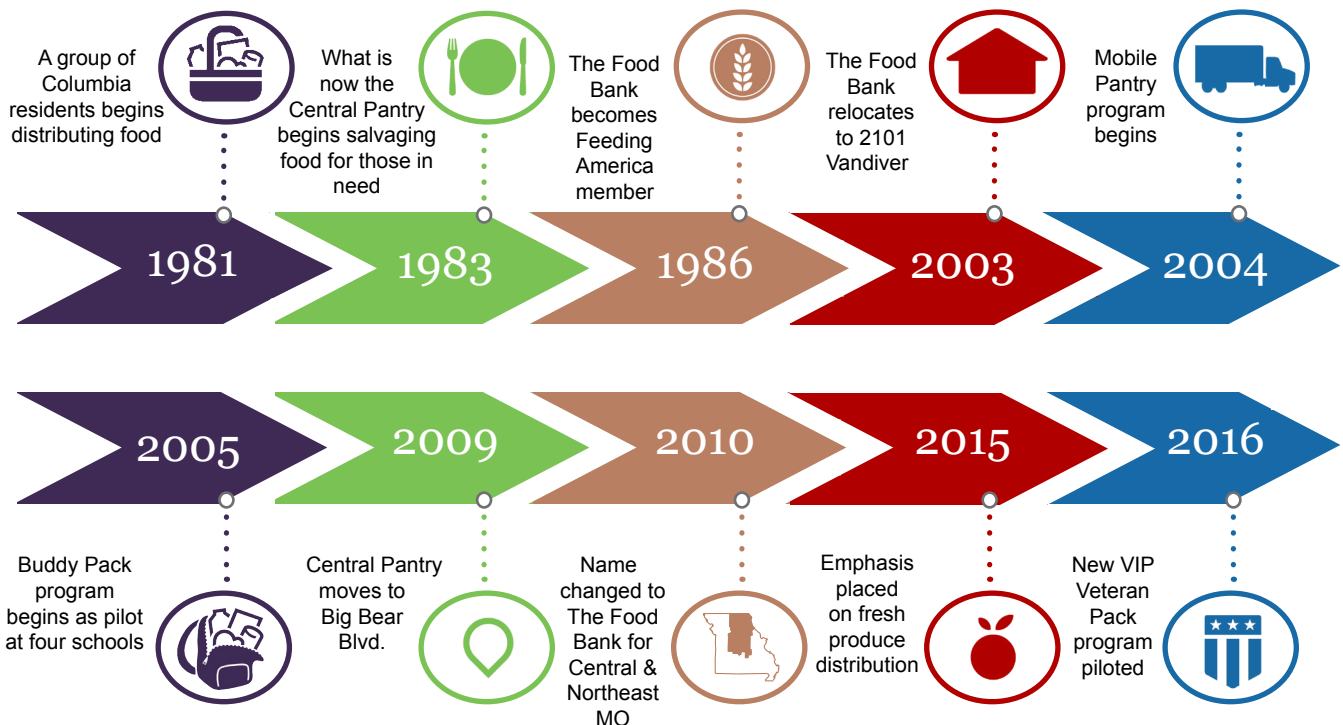 A group of
Columbia
residents begins
distributing food
What is
now the
Central Pantry
begins salvaging
food for those in
need
The Food
Bank
becomes
Feeding
America
member
The Food
Bank
relocates
to 2101
Vandiver
Mobile
Pantry
program
begins
1981
1983
1986
2003
2004
2005
2009
2010
2015
2016
Buddy Pack
program
begins as pilot
at four schools
Central Pantry
moves to
Big Bear
Blvd.
Name
changed to
The Food
Bank for
Central &
Northeast
MO
Emphasis
placed
on fresh
produce
distribution
New VIP
Veteran
Pack
program
piloted